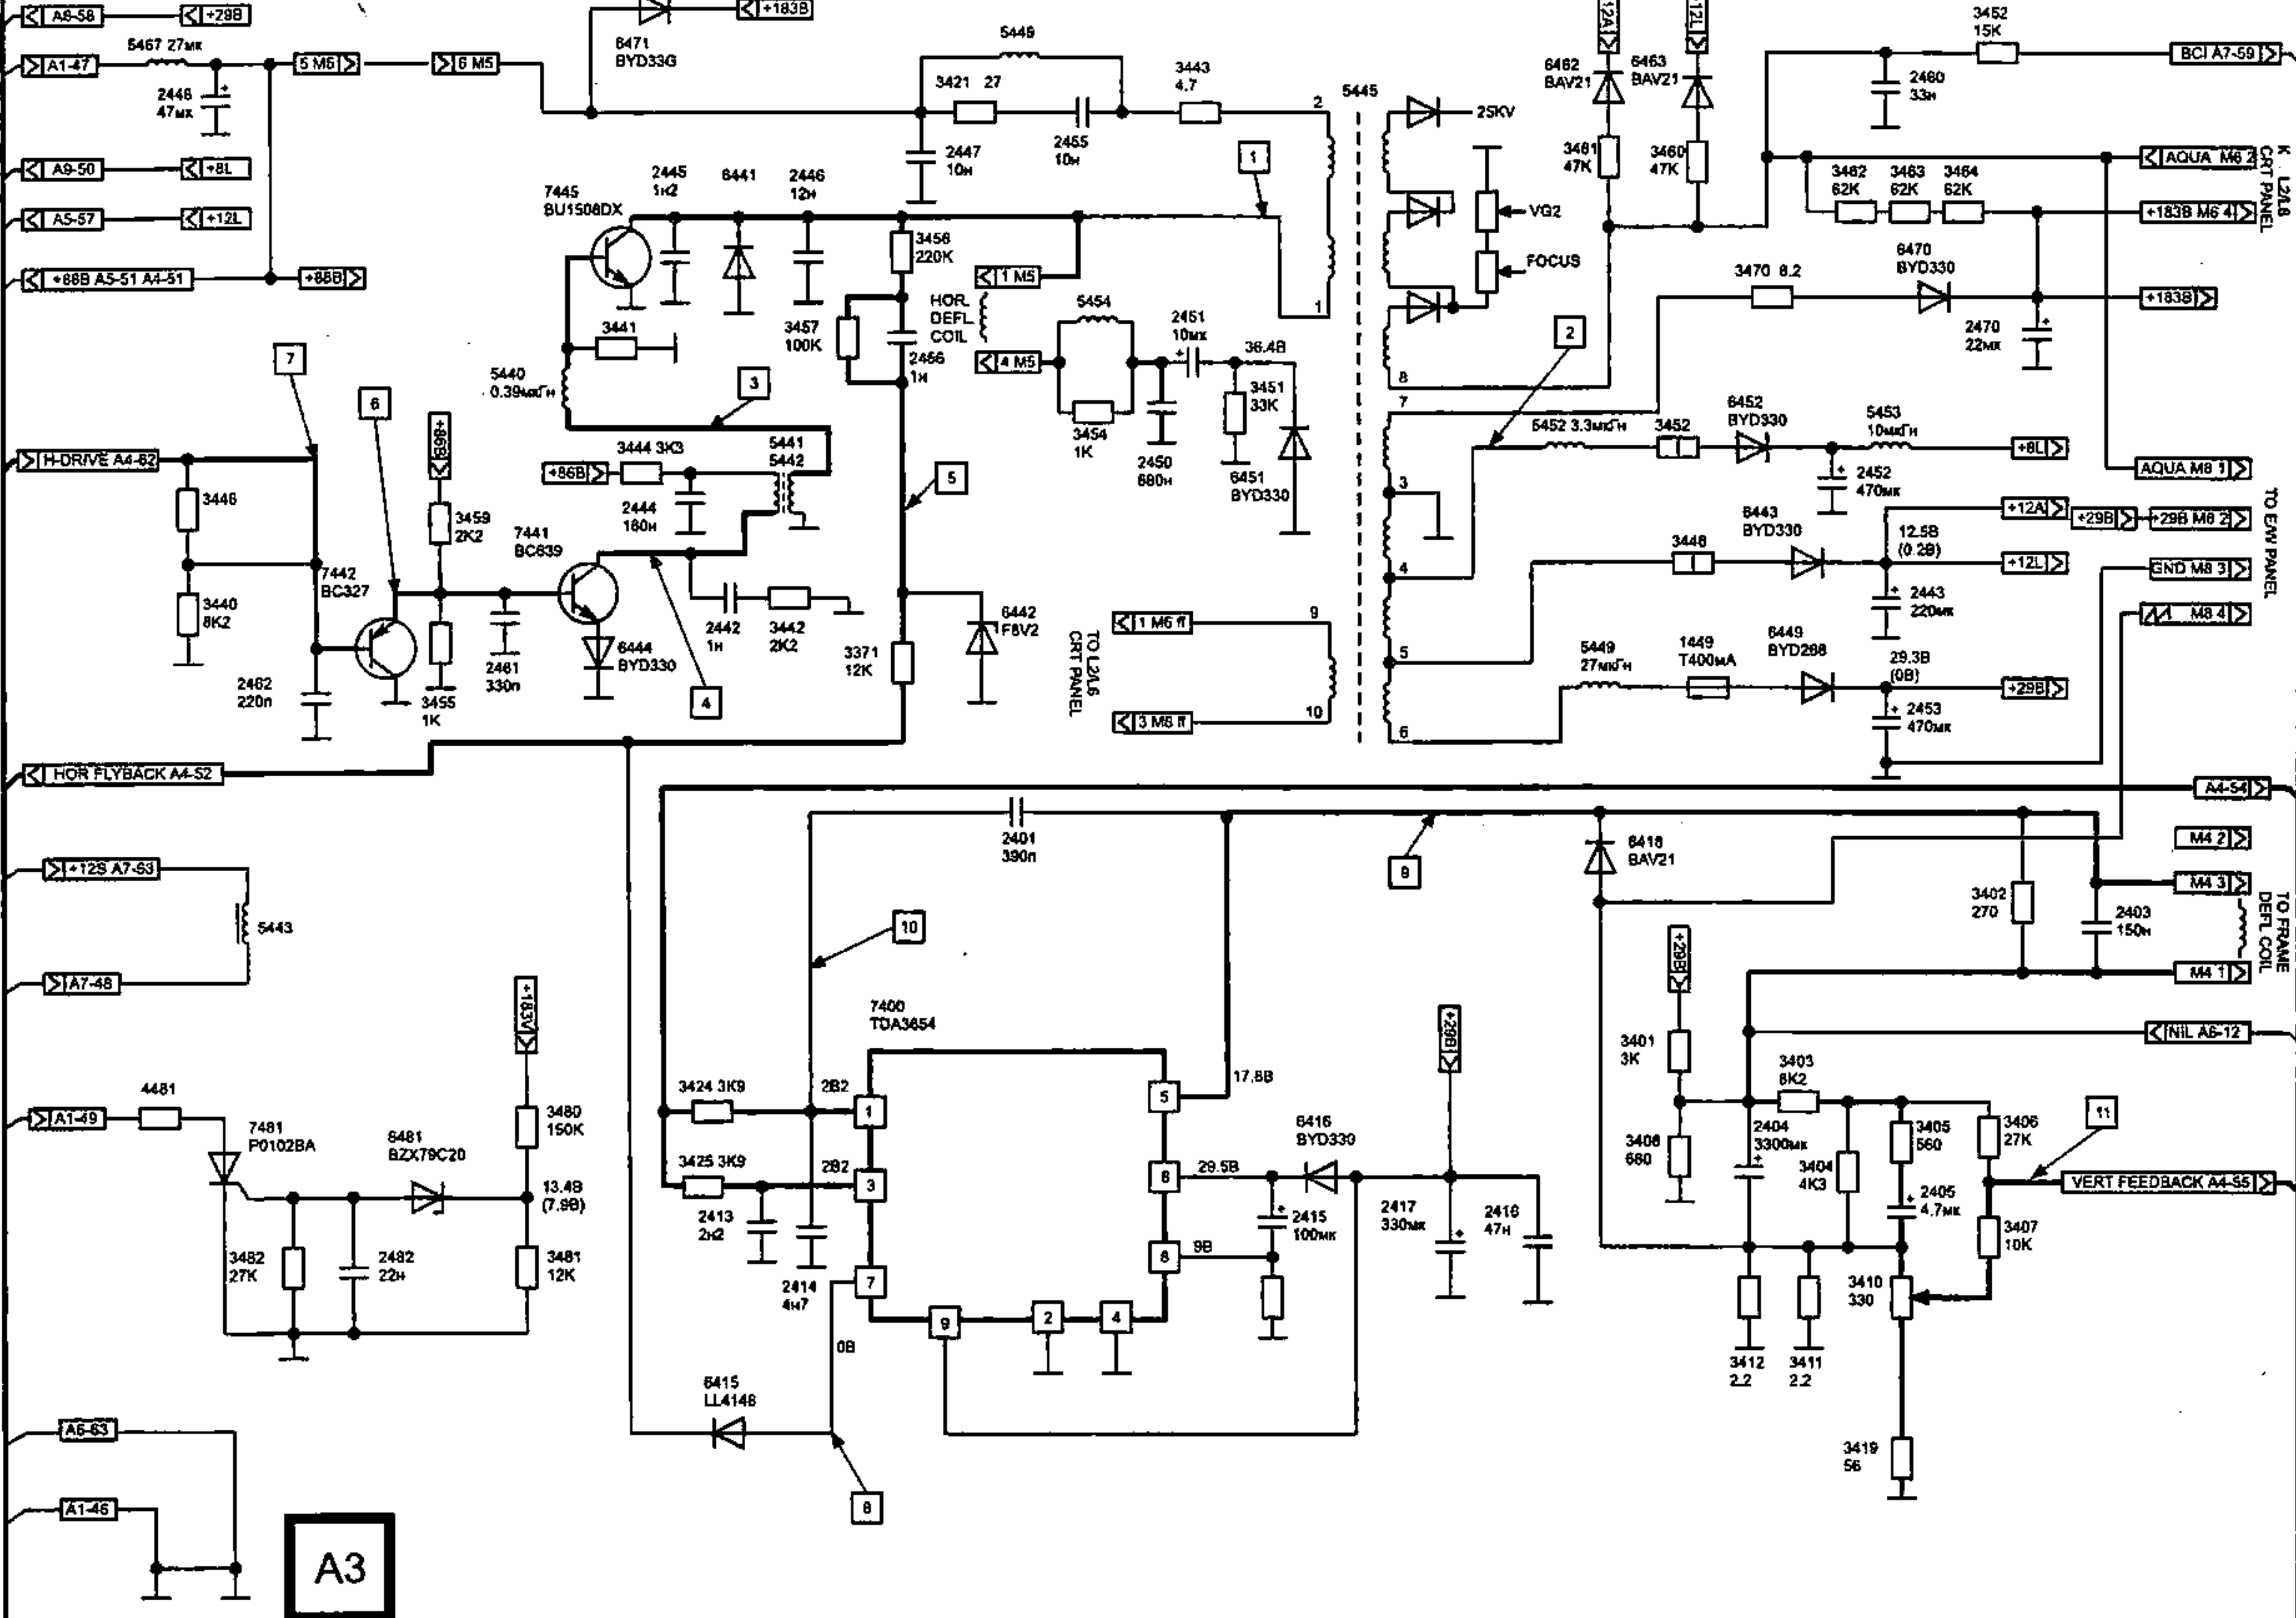 A6-58
+29B
+183B
6471
BYD33G
5467 27мк
A1-47
2448
47мк
5 M5
6 M5
5449
3421 27
2455
10н
3443
4.7
5445
2447
10н
25KV
12A
12L
6462
BAV21
6463
BAV21
3461
47K
3460
47K
3452
15K
2460
33н
BCI A7-59
A9-50
+8L
A5-57
+12L
+86B A5-51 A4-51
+86B
7445
BU1508DX
2445
1н2
6441
2446
12н
3456
220K
3457
100K
2456
1н
1 M5
HOR.
DEFL
COIL
4 M5
5454
3454
1K
2451
10мк
36.4B
3451
33K
2450
680н
6451
BYD330
1
2
1
VG2
FOCUS
8
7
3
4
5
6
9
10
AQUA M6 2
K L2/L6
CRT PANEL
3462
62K
3463
62K
3464
62K
+183B M6 4
3470 8.2
6470
BYD330
+183B
2470
22мк
2
5452 3.3мкГн
3452
6452
BYD330
5453
10мкГн
+8L
2452
470мк
AQUA M8 1
TO E/W PANEL
+12A
+29B
+29B M8 2
3448
6443
BYD330
12.5B
(0.2B)
+12L
GND M8 3
2443
220мк
M8 4
5449
27мкГн
1449
T400мA
6449
BYD268
29.3B
(0B)
+29B
2453
470мк
3441
5440
0.39мкГн
3
7
6
+86B
H-DRIVE A4-62
3446
3440
8K2
7442
BC327
2462
220п
3459
2K2
3455
1K
2461
330п
7441
BC639
6444
BYD330
+86B
3444 3K3
2444
180н
5441
5442
2442
1н
3442
2K2
4
5
3371
12K
6442
F8V2
1 M6 ff
TO L2/L6
CRT PANEL
3 M6 ff
HOR FLYBACK A4-52
A4-54
M4 2
M4 3
M4 1
TO FRAME
DEFL COIL
2401
390п
9
6418
BAV21
3402
270
2403
150н
+12S A7-63
5443
A7-48
10
+183V
7400
TDA3654
3424 3K9
2B2
1
3425 3K9
2B2
3
2413
2н2
2414
4н7
7
9
2
4
5
17,8B
6
29.5B
8
9B
6416
BYD330
2415
100мк
+29B
2417
330мк
2416
47н
+29B
3401
3K
3408
680
3403
6K2
2404
3300мк
3404
4K3
3405
560
2405
4.7мк
3406
27K
3407
10K
11
NIL A6-12
VERT FEEDBACK A4-55
3410
330
3412
2.2
3411
2.2
3419
56
4481
A1-49
7481
P0102BA
6481
BZX79C20
3480
150K
13.4B
(7.9B)
3481
12K
3482
27K
2482
22н
0B
6415
LL4148
8
A6-63
A1-46
A3